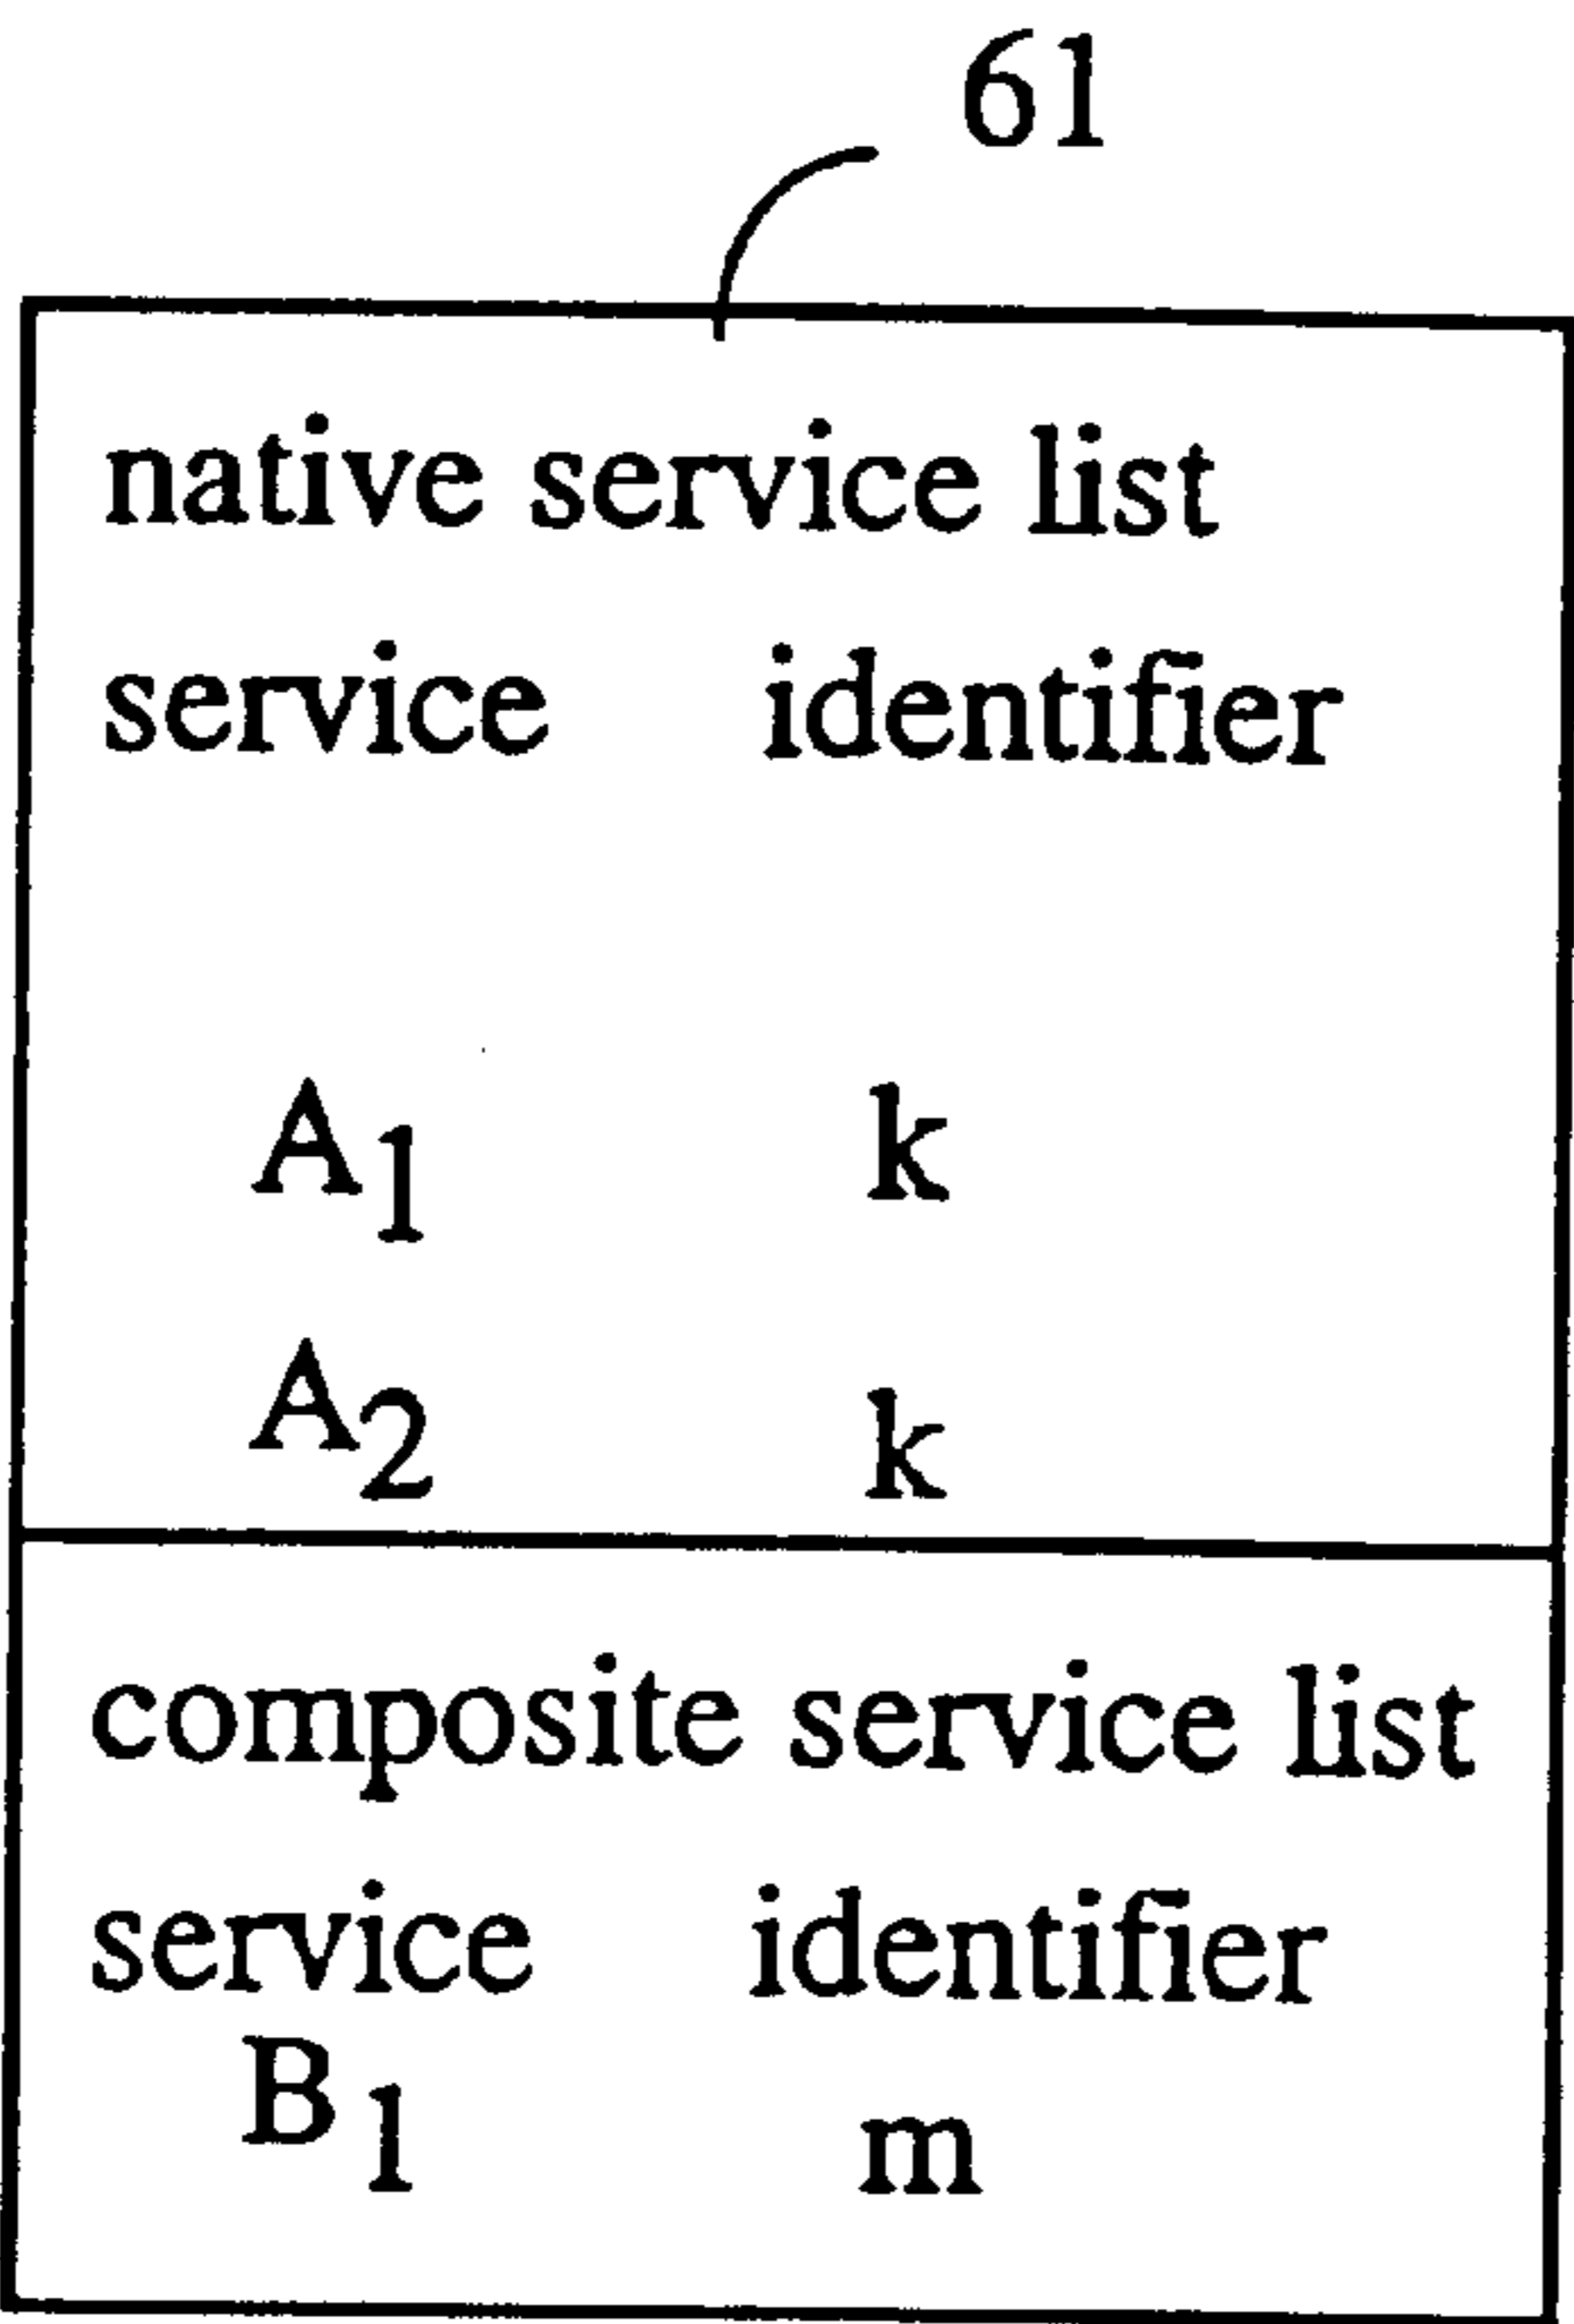 61
native service list
service identifier
A1 k
A2 k
composite service list
service identifier
B1 m